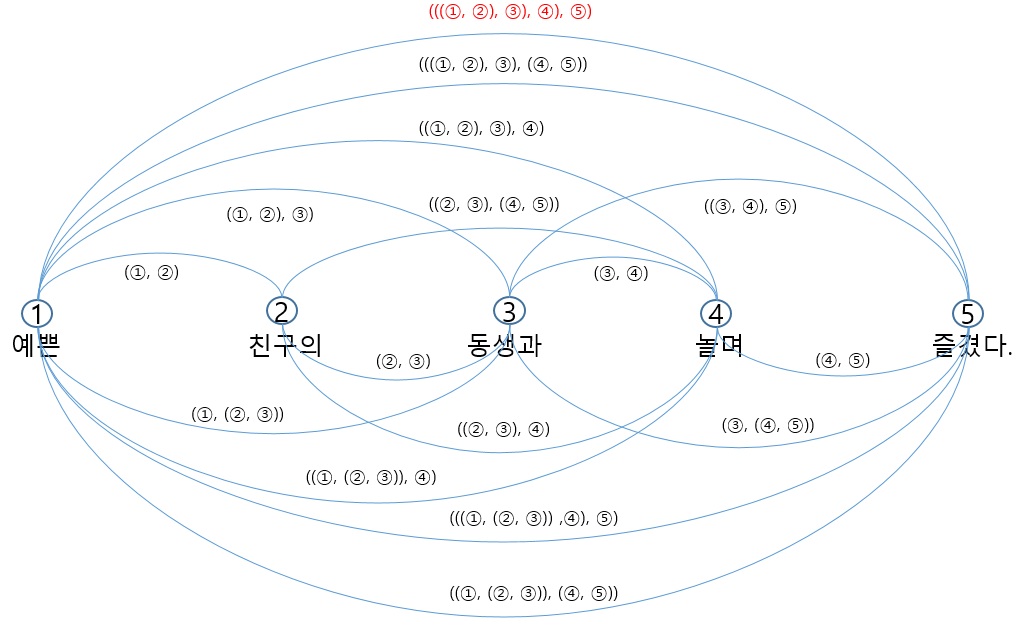 (((①, ②), ③), ④), ⑤)
(((①, ②), ③), (④, ⑤))
((①, ②), ③), ④)
((②, ③), (④, ⑤))
((③, ④), ⑤)
(①, ②), ③)
(①, ②)
(③, ④)
① ② ③ ④ ⑤
예쁜 친구의 동생과 놀며 즐겼다.
(②, ③)
(④, ⑤)
(①, (②, ③))
((②, ③), ④)
(③, (④, ⑤))
((①, (②, ③)), ④)
(((①, (②, ③)) ,④), ⑤)
((①, (②, ③)), (④, ⑤))